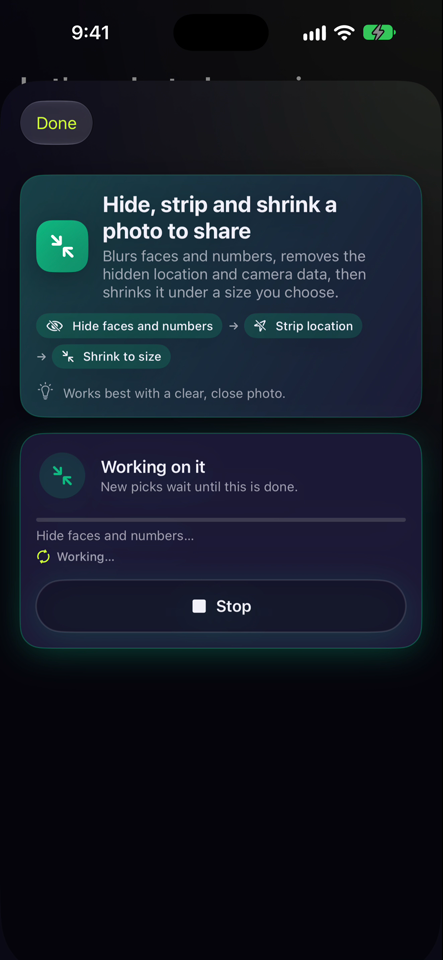 9:41
Done
Hide, strip and shrink a
photo to share
Blurs faces and numbers, removes the
hidden location and camera data, then
shrinks it under a size you choose.
Hide faces and numbers → Strip location
→ Shrink to size
Works best with a clear, close photo.
Working on it
New picks wait until this is done.
Hide faces and numbers…
Working…
Stop